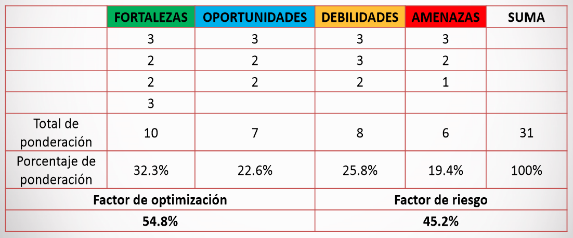 FORTALEZAS OPORTUNIDADES DEBILIDADES AMENAZAS SUMA
3 3 3 3
2 2 3 2
2 2 2 1
3
Total de ponderación 10 7 8 6 31
Porcentaje de ponderación 32.3% 22.6% 25.8% 19.4% 100%
Factor de optimización Factor de riesgo
54.8% 45.2%